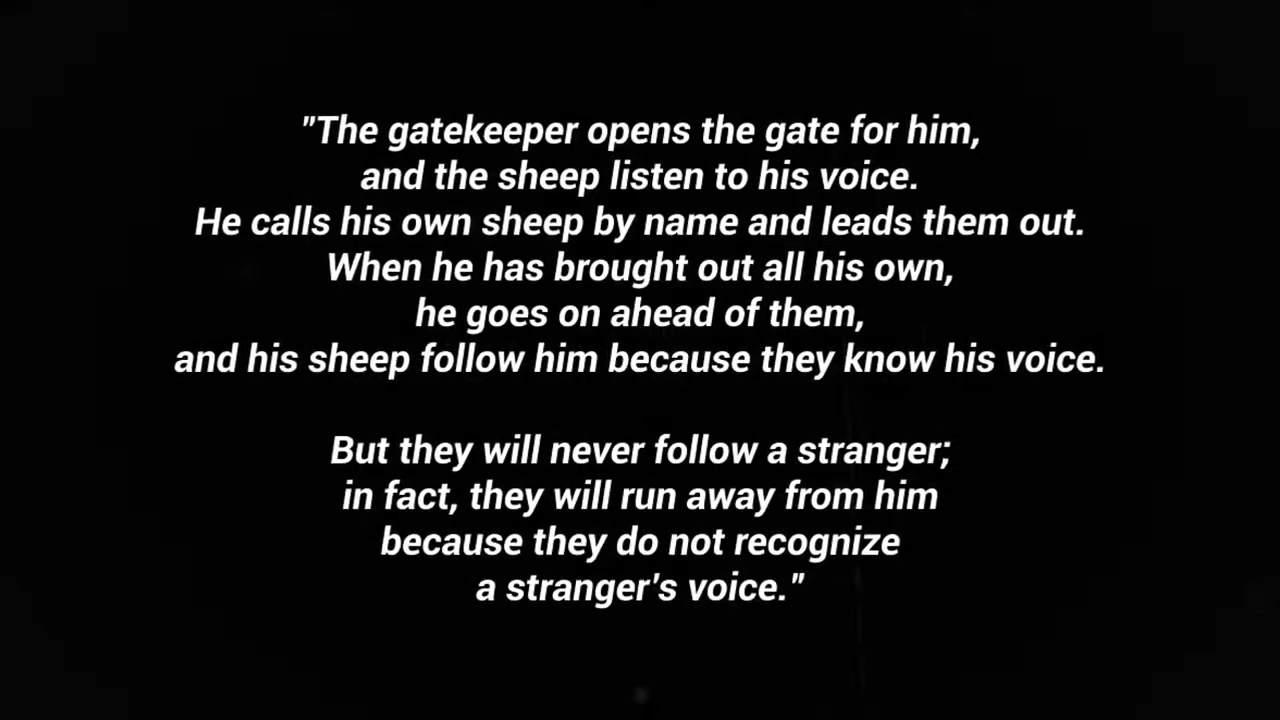 "The gatekeeper opens the gate for him,
and the sheep listen to his voice.
He calls his own sheep by name and leads them out.
When he has brought out all his own,
he goes on ahead of them,
and his sheep follow him because they know his voice.
But they will never follow a stranger;
in fact, they will run away from him
because they do not recognize
a stranger's voice."